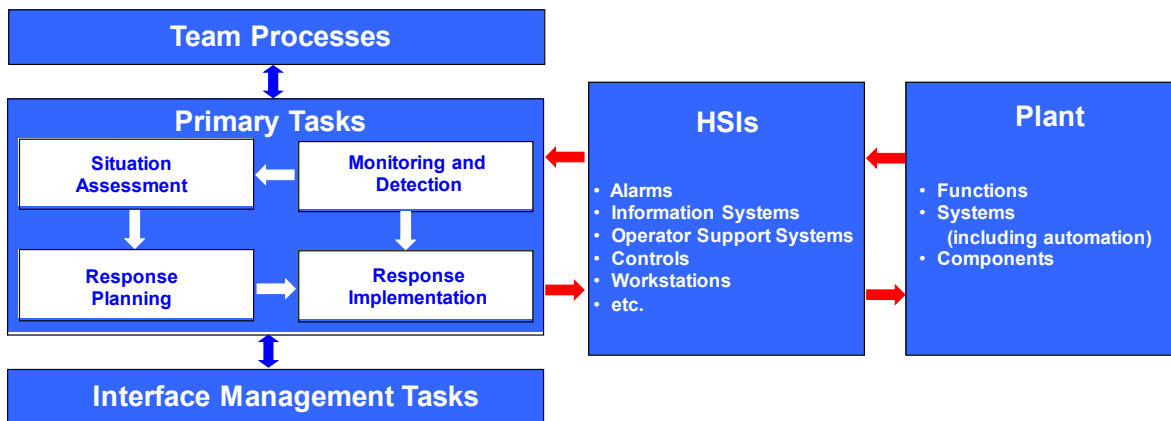 Team Processes
Primary Tasks
Situation
Assessment
Monitoring and
Detection
Response
Planning
Response
Implementation
Interface Management Tasks
HSIs
• Alarms
• Information Systems
• Operator Support Systems
• Controls
• Workstations
• etc.
Plant
• Functions
• Systems
(including automation)
• Components